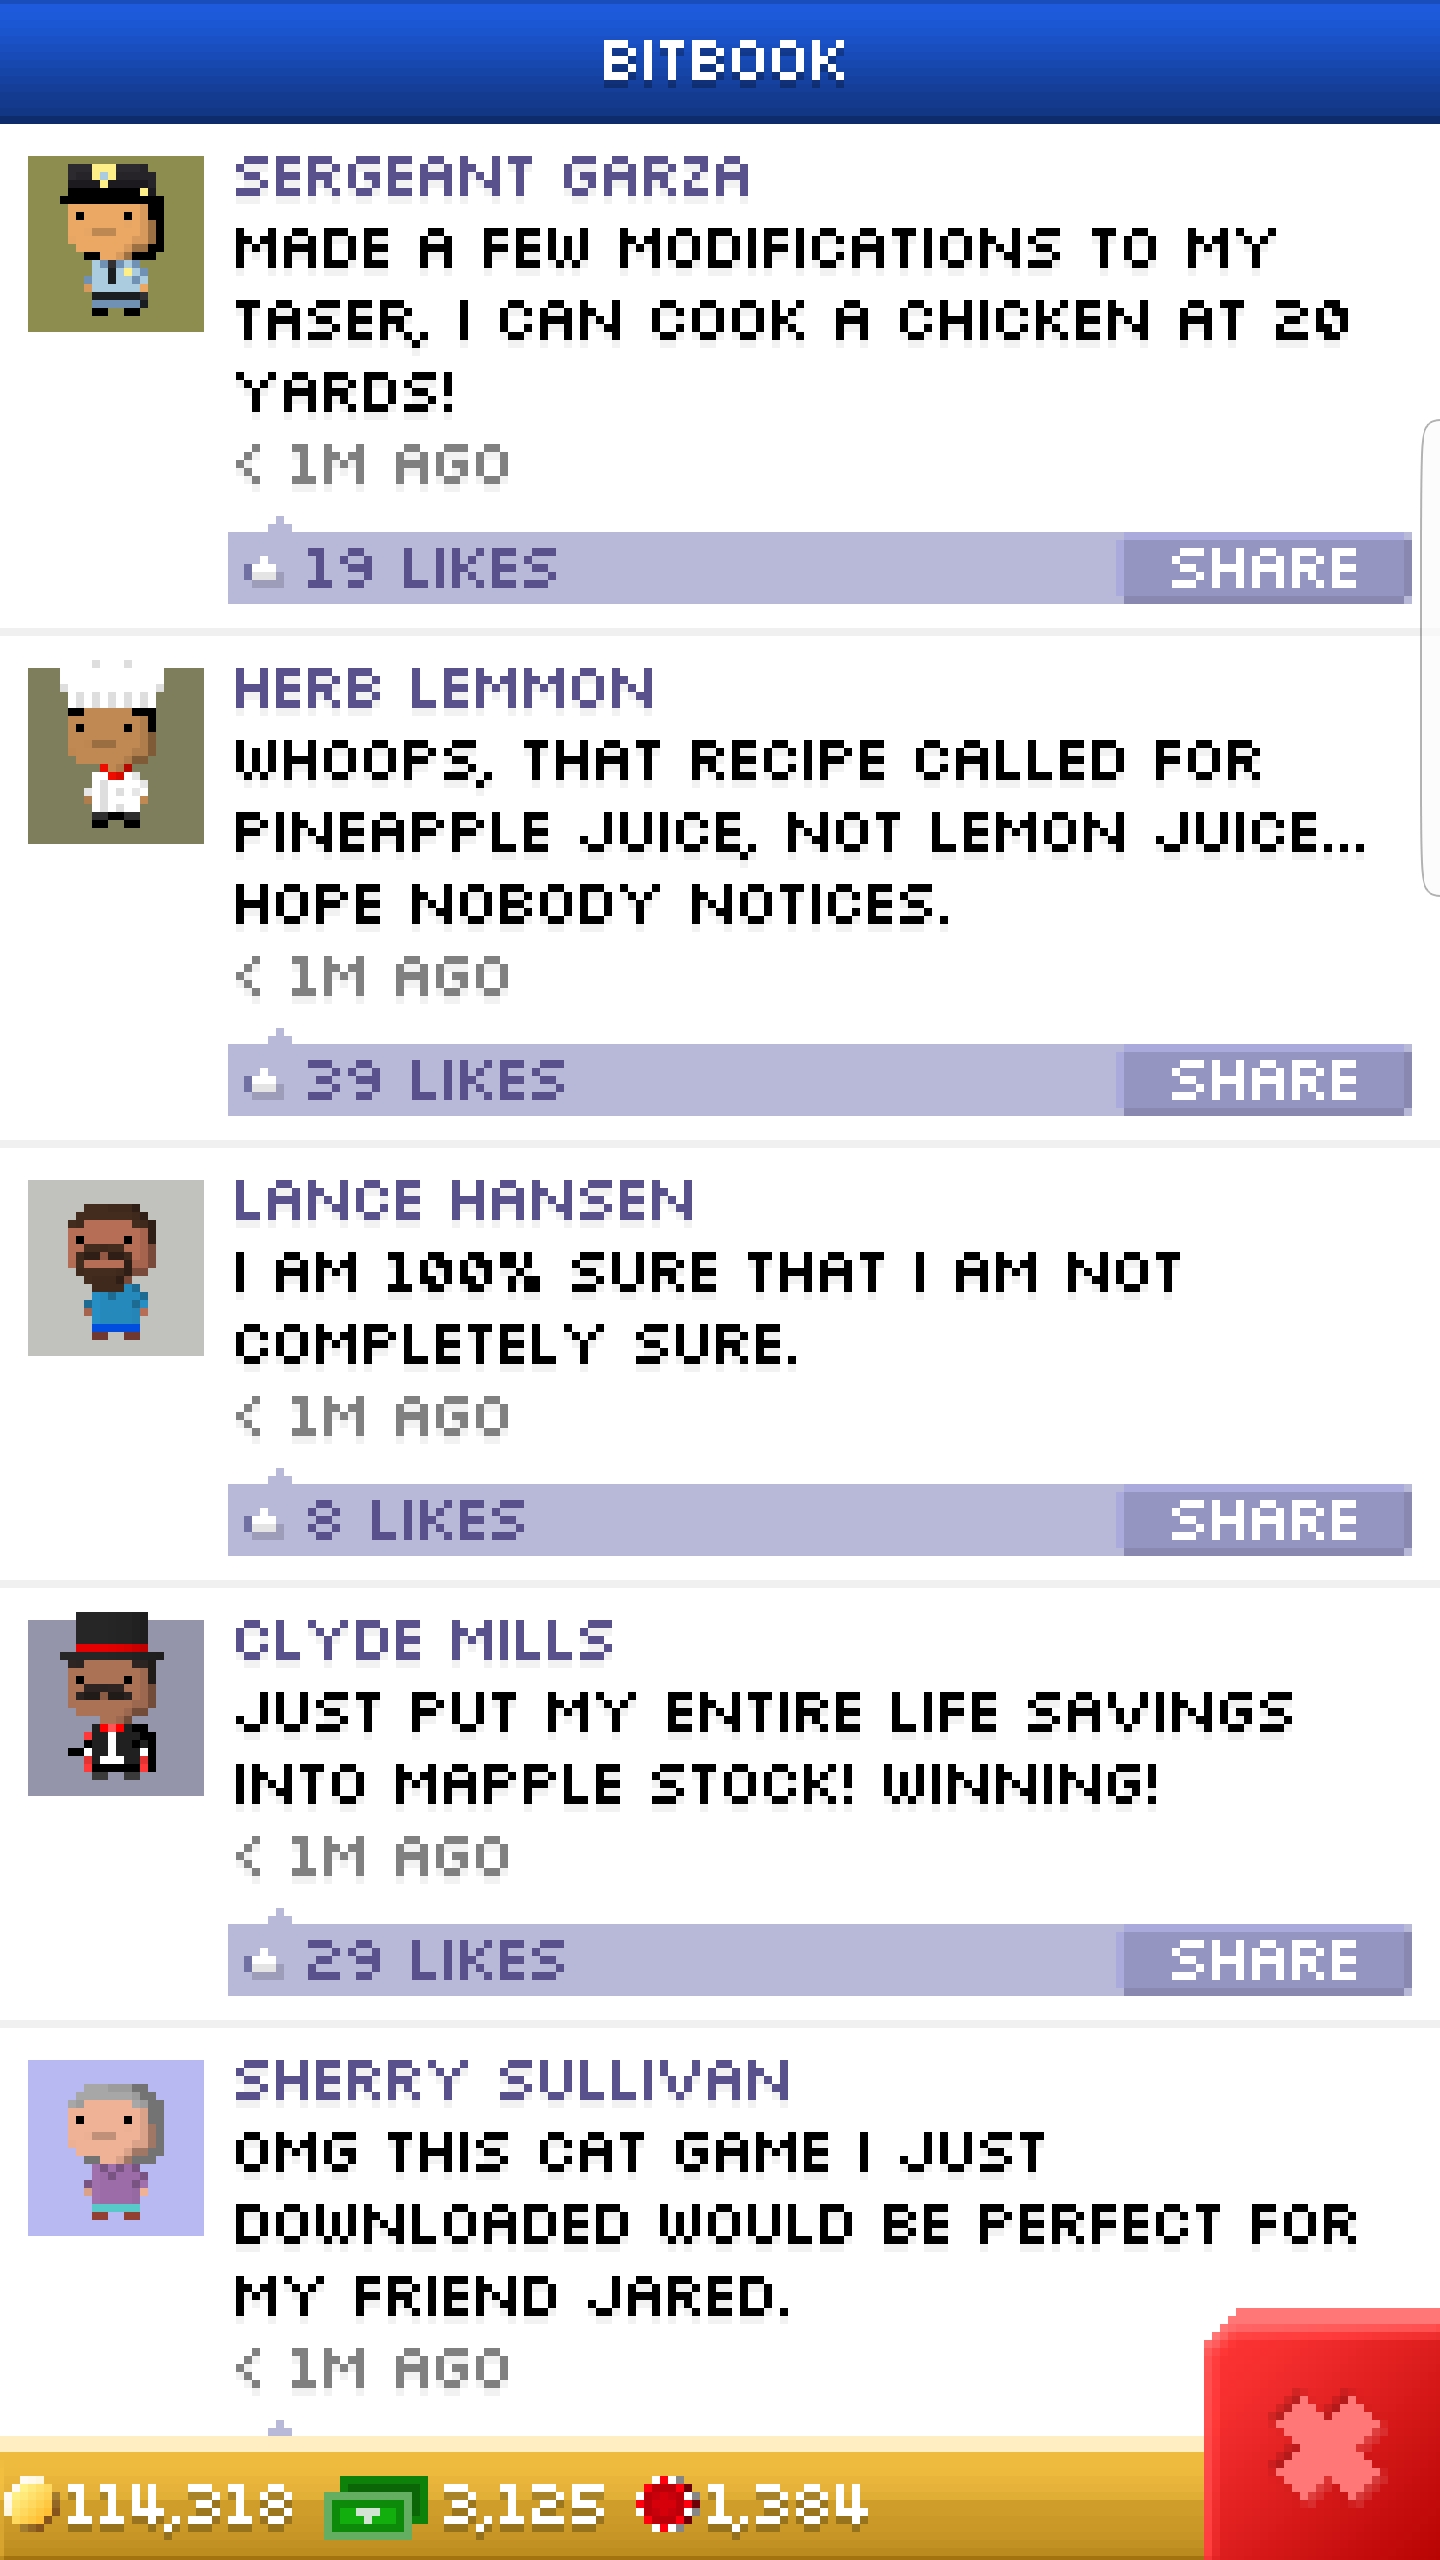 BITBOOK
SERGEANT GARZA
MADE A FEW MODIFICATIONS TO MY
TASER, I CAN COOK A CHICKEN AT 20
YARDS!
< 1M AGO
19 LIKES
SHARE
HERB LEMMON
WHOOPS, THAT RECIPE CALLED FOR
PINEAPPLE JUICE, NOT LEMON JUICE...
HOPE NOBODY NOTICES.
< 1M AGO
39 LIKES
SHARE
LANCE HANSEN
I AM 100% SURE THAT I AM NOT
COMPLETELY SURE.
< 1M AGO
8 LIKES
SHARE
CLYDE MILLS
JUST PUT MY ENTIRE LIFE SAVINGS
INTO MAPPLE STOCK! WINNING!
< 1M AGO
29 LIKES
SHARE
SHERRY SULLIVAN
OMG THIS CAT GAME I JUST
DOWNLOADED WOULD BE PERFECT FOR
MY FRIEND JARED.
< 1M AGO
114,318 3,125 1,384